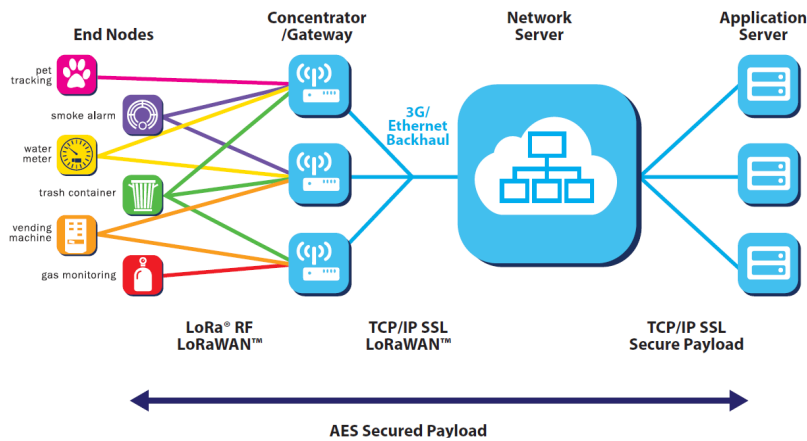 End Nodes
Concentrator
/Gateway
Network
Server
Application
Server
pet
tracking
smoke alarm
water
meter
trash container
vending
machine
gas monitoring
3G/
Ethernet
Backhaul
LoRa® RF
LoRaWAN™
TCP/IP SSL
LoRaWAN™
TCP/IP SSL
Secure Payload
AES Secured Payload